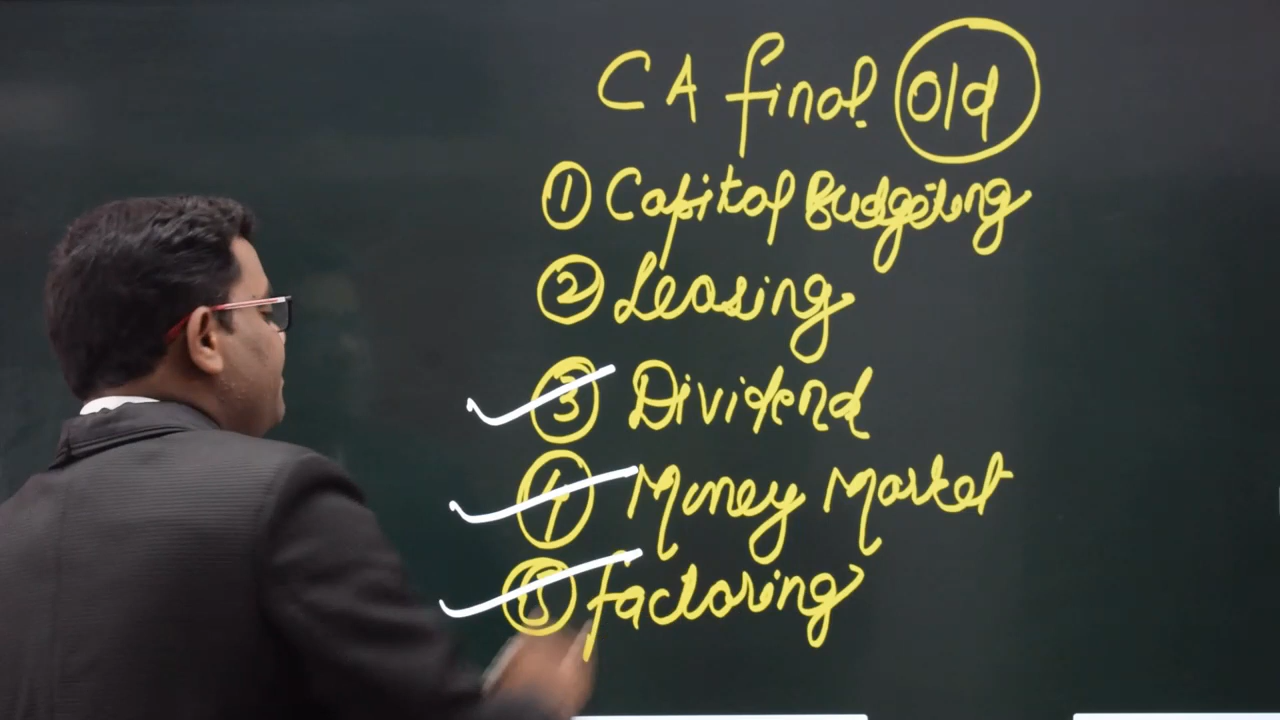 CA final Old
① Capital Budgeting
② Leasing
③ Dividend
④ Money Market
⑤ factoring